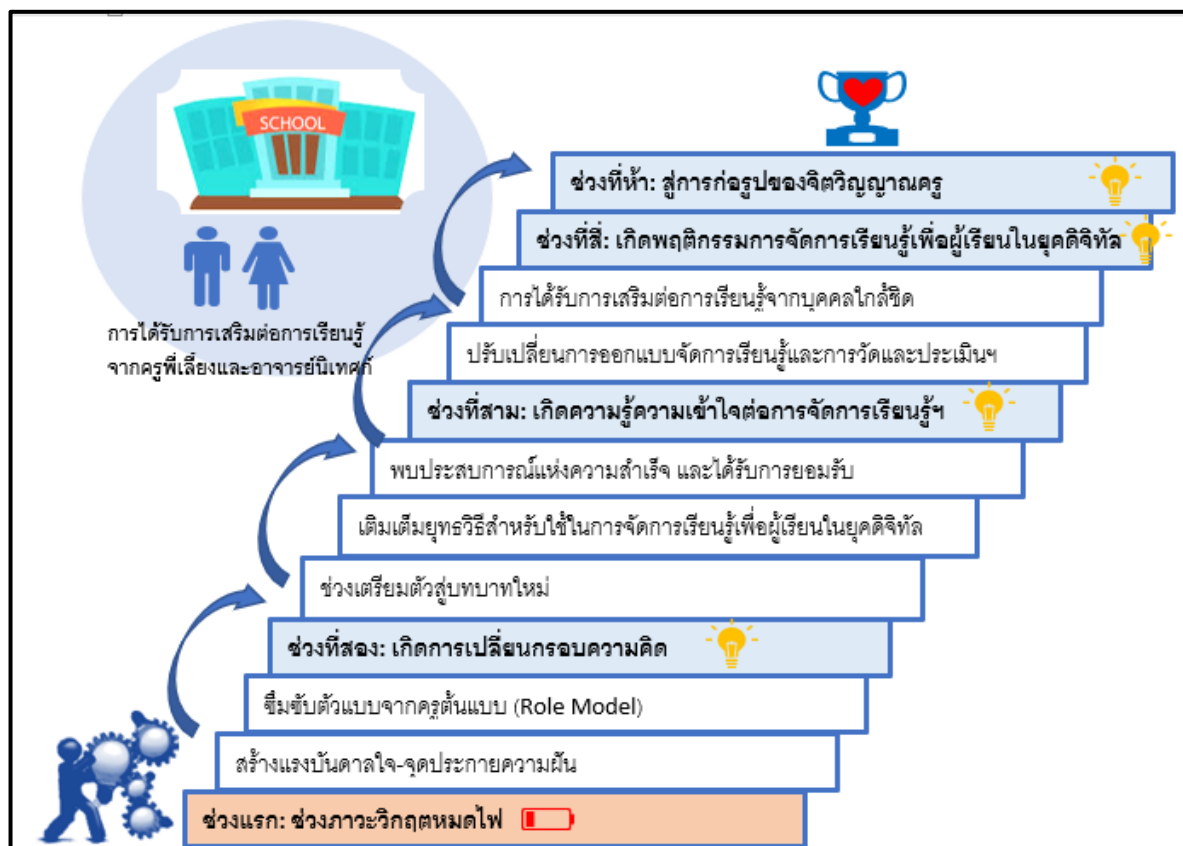 SCHOOL
การได้รับการเสริมต่อการเรียนรู้
จากครูพี่เลี้ยงและอาจารย์นิเทศก์
ช่วงที่ห้า: สู่การก่อรูปของจิตวิญญาณครู
ช่วงที่สี่: เกิดพฤติกรรมการจัดการเรียนรู้เพื่อผู้เรียนในยุคดิจิทัล
การได้รับการเสริมต่อการเรียนรู้จากบุคคลใกล้ชิด
ปรับเปลี่ยนการออกแบบจัดการเรียนรู้และการวัดและประเมินฯ
ช่วงที่สาม: เกิดความรู้ความเข้าใจต่อการจัดการเรียนรู้ฯ
พบประสบการณ์แห่งความสำเร็จ และได้รับการยอมรับ
เติมเต็มยุทธวิธีสำหรับใช้ในการจัดการเรียนรู้เพื่อผู้เรียนในยุคดิจิทัล
ช่วงเตรียมตัวสู่บทบาทใหม่
ช่วงที่สอง: เกิดการเปลี่ยนกรอบความคิด
ซึมซับตัวแบบจากครูต้นแบบ (Role Model)
สร้างแรงบันดาลใจ-จุดประกายความฝัน
ช่วงแรก: ช่วงภาวะวิกฤตหมดไฟ